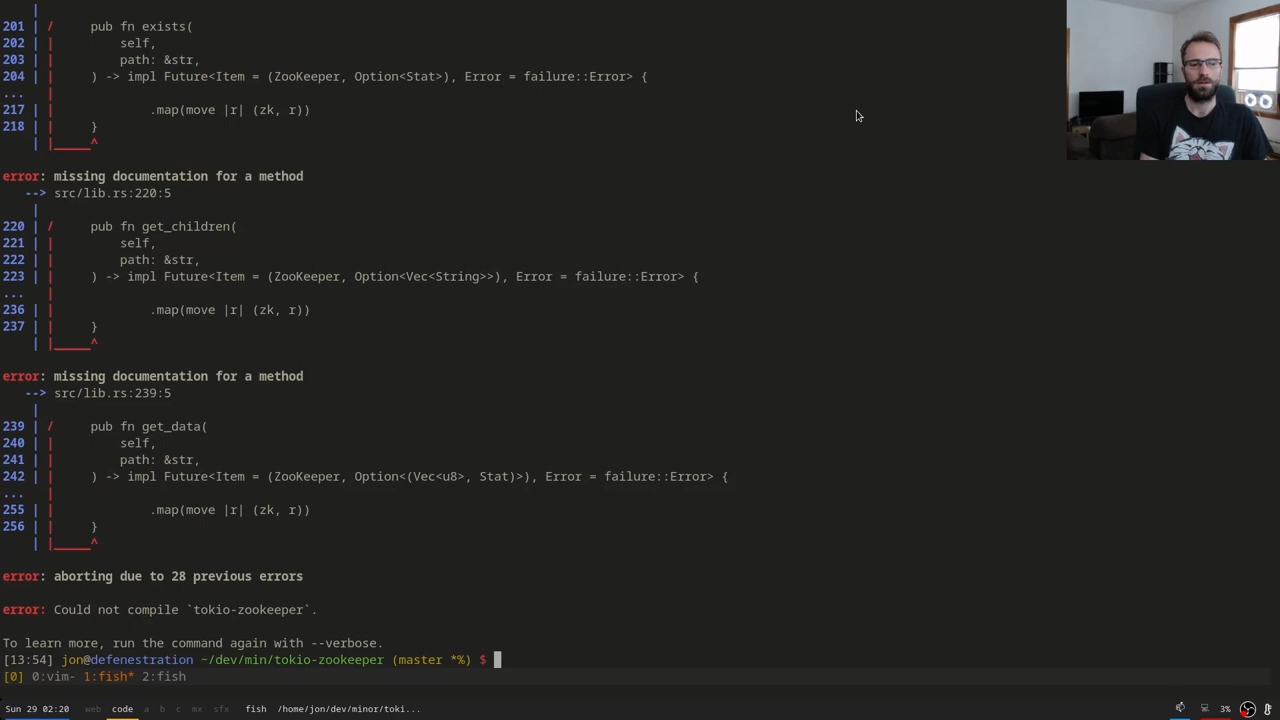 |
201 | /     pub fn exists(
202 | |         self,
203 | |         path: &str,
204 | |     ) -> impl Future<Item = (ZooKeeper, Option<Stat>), Error = failure::Error> {
...   |
217 | |             .map(move |r| (zk, r))
218 | |     }
    | |_____^
error: missing documentation for a method
   --> src/lib.rs:220:5
    |
220 | /     pub fn get_children(
221 | |         self,
222 | |         path: &str,
223 | |     ) -> impl Future<Item = (ZooKeeper, Option<Vec<String>>), Error = failure::Error> {
...   |
236 | |             .map(move |r| (zk, r))
237 | |     }
    | |_____^
error: missing documentation for a method
   --> src/lib.rs:239:5
    |
239 | /     pub fn get_data(
240 | |         self,
241 | |         path: &str,
242 | |     ) -> impl Future<Item = (ZooKeeper, Option<(Vec<u8>, Stat)>), Error = failure::Error> {
...   |
255 | |             .map(move |r| (zk, r))
256 | |     }
    | |_____^
error: aborting due to 28 previous errors
error: Could not compile `tokio-zookeeper`.
To learn more, run the command again with --verbose.
[13:54] jon@defenestration ~/dev/min/tokio-zookeeper (master *%) $
[0] 0:vim- 1:fish* 2:fish
Sun 29 02:20 web code a b c mx sfx fish /home/jon/dev/minor/toki... 3%